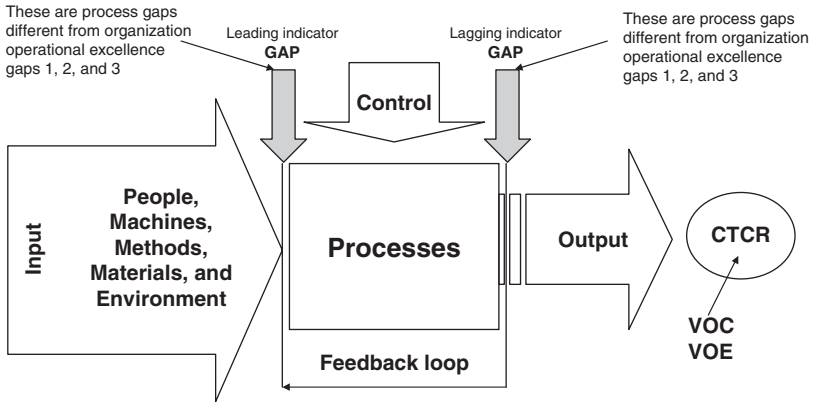 These are process gaps
different from organization
operational excellence
gaps 1, 2, and 3
Leading indicator
GAP
Lagging indicator
GAP
These are process gaps
different from organization
operational excellence
gaps 1, 2, and 3
Control
Input
People,
Machines,
Methods,
Materials, and
Environment
Processes
Output
CTCR
VOC
VOE
Feedback loop